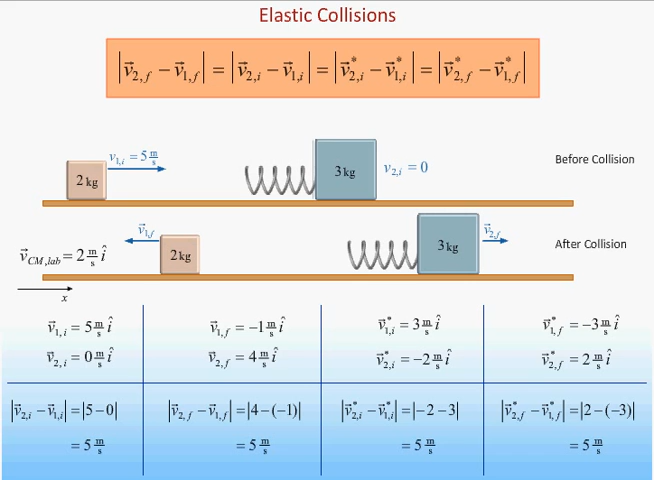 Elastic Collisions
|v⃗₂,f − v⃗₁,f| = |v⃗₂,i − v⃗₁,i| = |v⃗*₂,i − v⃗*₁,i| = |v⃗*₂,f − v⃗*₁,f|
v₁,i = 5 m/s
2 kg
3 kg
v₂,i = 0
Before Collision
v⃗₁,f
2 kg
3 kg
v⃗₂,f
After Collision
v⃗CM,lab = 2 m/s î
x
v⃗₁,i = 5 m/s î
v⃗₂,i = 0 m/s î
|v⃗₂,i − v⃗₁,i| = |5−0|
= 5 m/s
v⃗₁,f = −1 m/s î
v⃗₂,f = 4 m/s î
|v⃗₂,f − v⃗₁,f| = |4−(−1)|
= 5 m/s
v⃗*₁,i = 3 m/s î
v⃗*₂,i = −2 m/s î
|v⃗*₂,i − v⃗*₁,i| = |−2−3|
= 5 m/s
v⃗*₁,f = −3 m/s î
v⃗*₂,f = 2 m/s î
|v⃗*₂,f − v⃗*₁,f| = |2−(−3)|
= 5 m/s